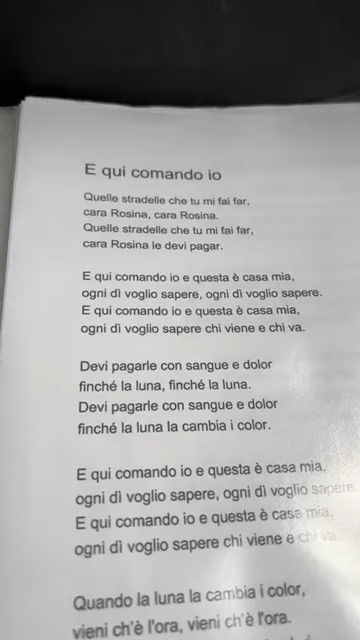 E qui comando io
Quelle stradelle che tu mi fai far,
cara Rosina, cara Rosina.
Quelle stradelle che tu mi fai far,
cara Rosina le devi pagar.
E qui comando io e questa è casa mia,
ogni dì voglio sapere, ogni dì voglio sapere.
E qui comando io e questa è casa mia,
ogni dì voglio sapere chi viene e chi va.
Devi pagarle con sangue e dolor
finché la luna, finché la luna.
Devi pagarle con sangue e dolor
finché la luna la cambia i color.
E qui comando io e questa è casa mia,
ogni dì voglio sapere, ogni dì voglio sapere.
E qui comando io e questa è casa mia,
ogni dì voglio sapere chi viene e chi va
Quando la luna la cambia i color,
vieni ch'è l'ora, vieni ch'è l'ora.